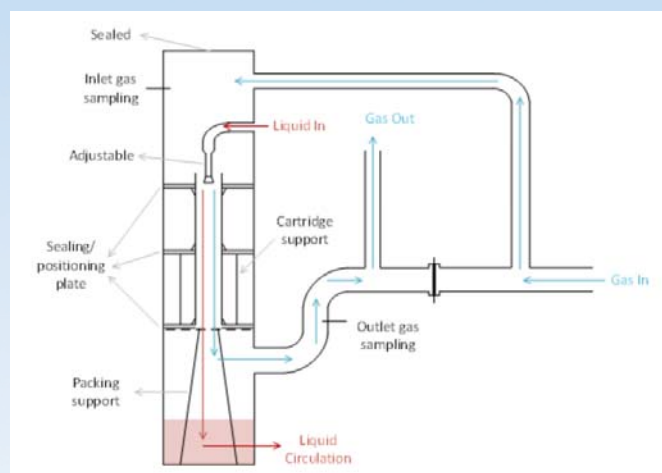 Sealed
Inlet gas
sampling
Liquid In
Gas Out
Adjustable
Cartridge
support
Sealing/
positioning
plate
Gas In
Outlet gas
sampling
Packing
support
Liquid
Circulation